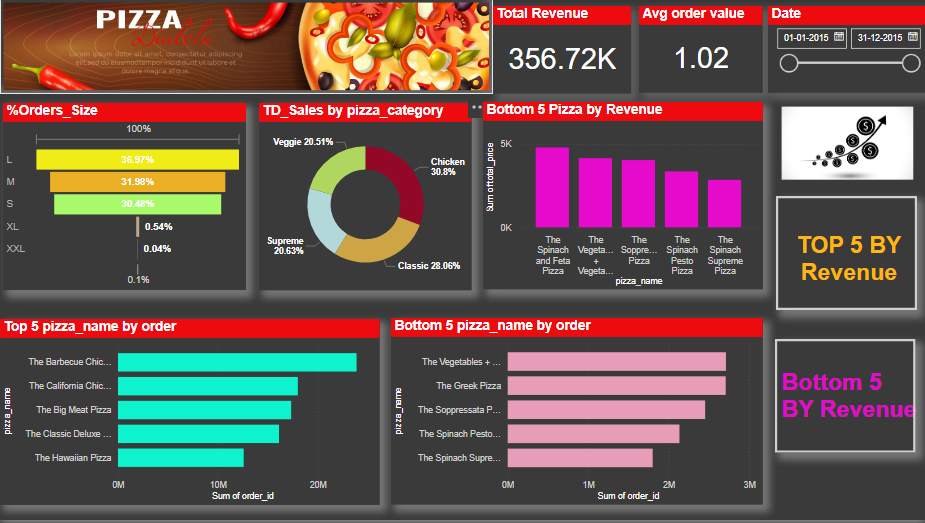 PIZZA
Lorem ipsum dolor sit amet, consectetur adipiscing
elit,sed do eiusmod tempor incididunt ut labore et
dolore magna aliqua.
Total Revenue
356.72K
Avg order value
1.02
Date
01-01-2015
31-12-2015
%Orders_Size
100%
L
36.97%
M
31.98%
S
30.48%
XL
0.54%
XXL
0.04%
0.1%
TD_Sales by pizza_category
Veggie 20.51%
Chicken
30.8%
Supreme
20.63%
Classic 28.06%
Bottom 5 Pizza by Revenue
Sum of total_price
5K
0K
The
Spinach
and Feta
Pizza
The
Vegeta...
+
Vegeta...
The
Soppre...
Pizza
The
Spinach
Pesto
Pizza
The
Spinach
Supreme
Pizza
pizza_name
TOP 5 BY
Revenue
Top 5 pizza_name by order
pizza_name
The Barbecue Chic...
The California Chic...
The Big Meat Pizza
The Classic Deluxe ...
The Hawaiian Pizza
0M
10M
20M
Sum of order_id
Bottom 5 pizza_name by order
pizza_name
The Vegetables + ...
The Greek Pizza
The Soppressata P...
The Spinach Pesto...
The Spinach Supre...
0M
1M
2M
3M
Sum of order_id
Bottom 5
BY Revenue